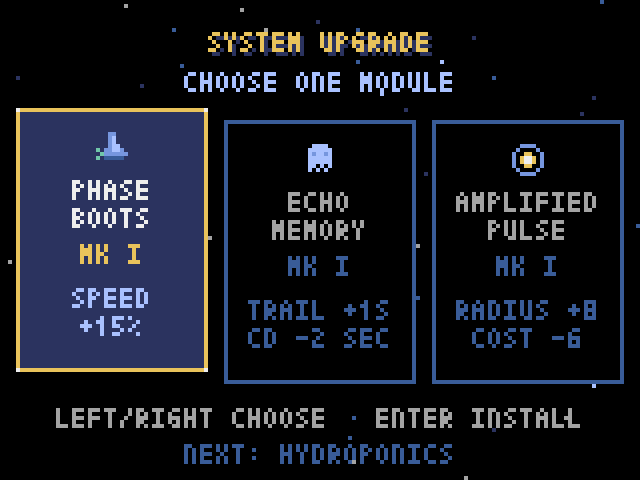 SYSTEM UPGRADE
CHOOSE ONE MODULE
PHASE
BOOTS
MK I
SPEED
+15%
ECHO
MEMORY
MK I
TRAIL +1S
CD -2 SEC
AMPLIFIED
PULSE
MK I
RADIUS +8
COST -6
LEFT/RIGHT CHOOSE · ENTER INSTALL
NEXT: HYDROPONICS